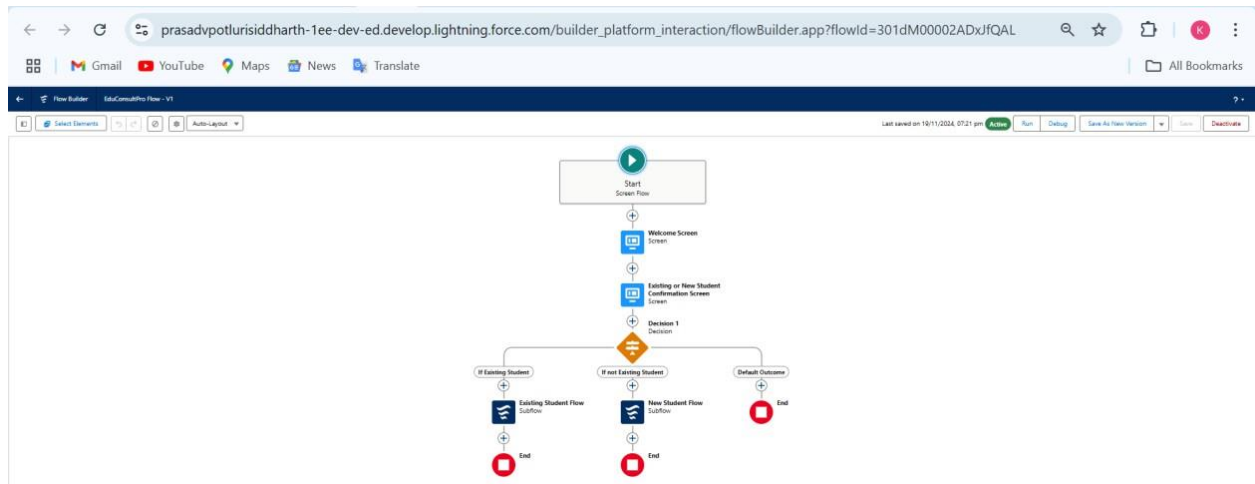 prasadvpotlurisiddharth-1ee-dev-ed.develop.lightning.force.com/builder_platform_interaction/flowBuilder.app?flowId=301dM00002ADxJfQAL
K
Gmail YouTube Maps News Translate All Bookmarks
Flow Builder EduConsultPro Flow - V1 ?
Select Elements Auto-Layout Last saved on 19/11/2024, 07:21 pm Active Run Debug Save As New Version Save Deactivate
Start
Screen Flow
Welcome Screen
Screen
Existing or New Student
Confirmation Screen
Screen
Decision 1
Decision
If Existing Student If not Existing Student Default Outcome
Existing Student Flow New Student Flow End
Subflow Subflow
End End